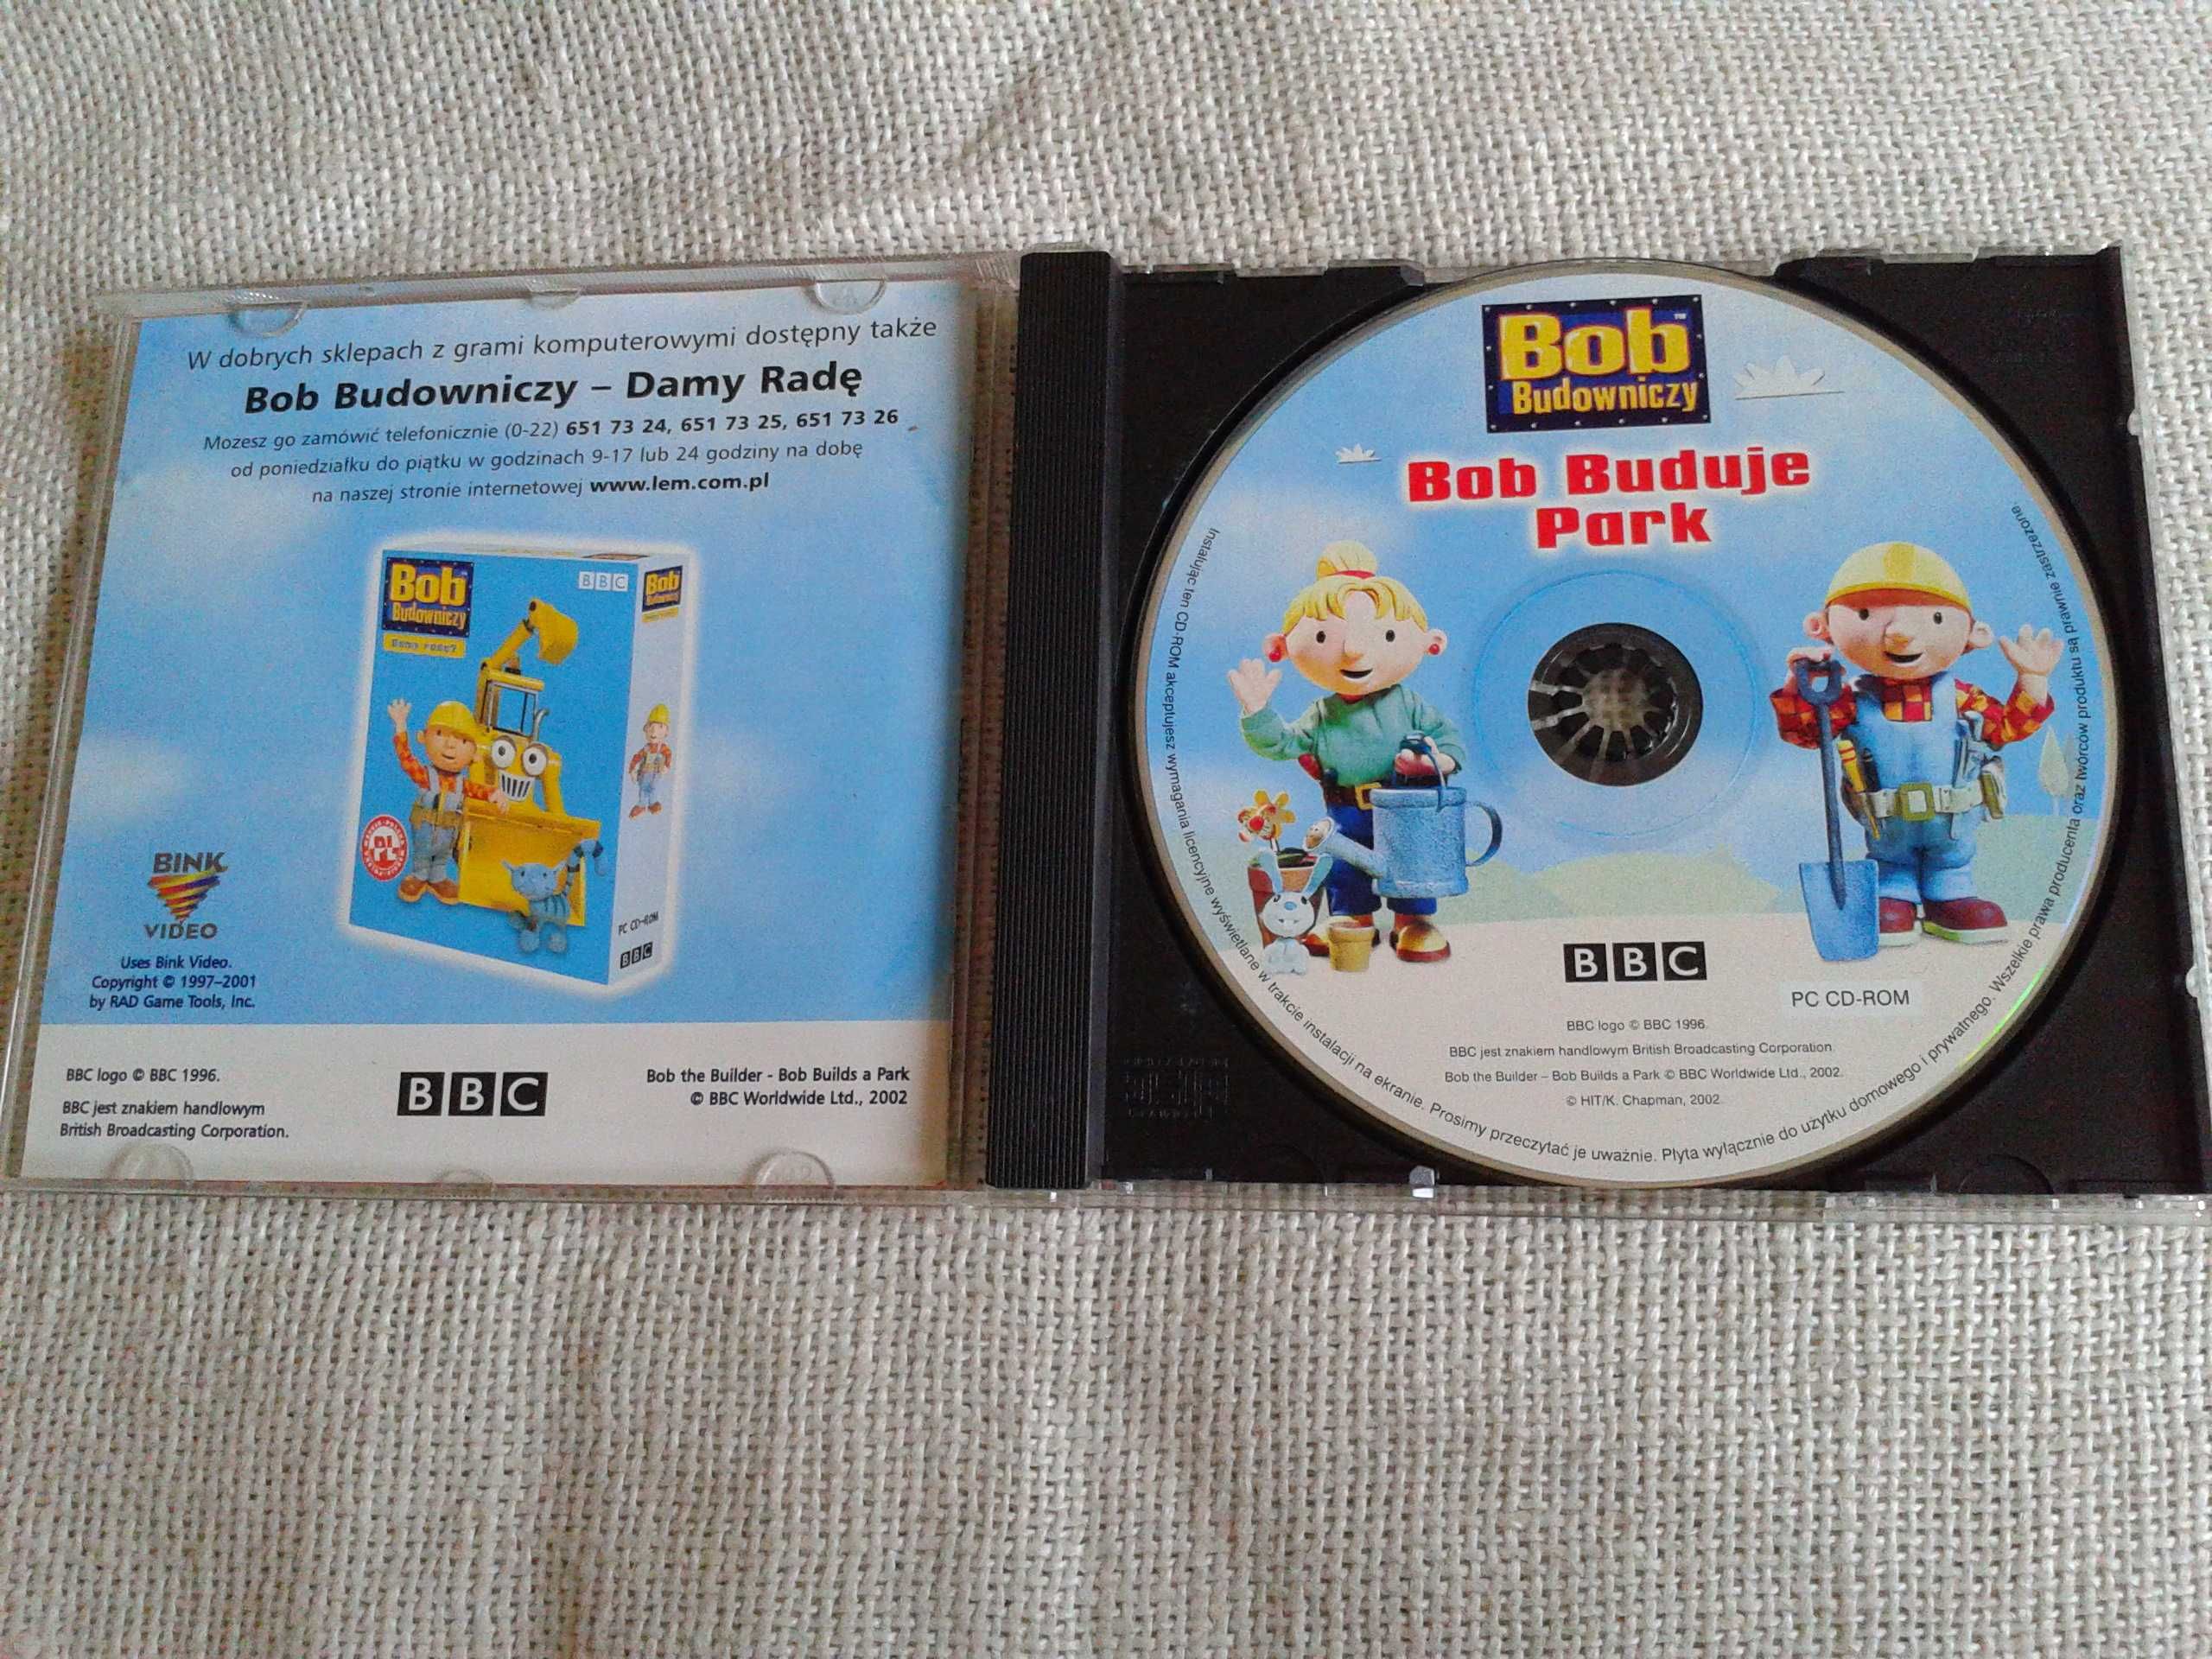 W dobrych sklepach z grami komputerowymi dostępny także
Bob Budowniczy – Damy Radę
Mozesz go zamówić telefonicznie (0-22) 651 73 24, 651 73 25, 651 73 26
od poniedziałku do piątku w godzinach 9-17 lub 24 godziny na dobę
na naszej stronie internetowej www.lem.com.pl
Bob
Budowniczy
BBC
Bob
Budowniczy
PL
PC CD-ROM
BBC
BINK
VIDEO
Uses Bink Video.
Copyright © 1997–2001
by RAD Game Tools, Inc.
BBC logo © BBC 1996.
BBC jest znakiem handlowym
British Broadcasting Corporation.
BBC
Bob the Builder - Bob Builds a Park
© BBC Worldwide Ltd., 2002
Bob™
Budowniczy
Bob Buduje
Park
BBC
PC CD-ROM
BBC logo © BBC 1996.
BBC jest znakiem handlowym British Broadcasting Corporation.
Bob the Builder – Bob Builds a Park © BBC Worldwide Ltd., 2002.
© HIT/K. Chapman, 2002.
Instalując ten CD-ROM akceptujesz wymagania licencyjne wyświetlane w trakcie instalacji na ekranie. Prosimy przeczytać je uważnie. Płyta wyłącznie do użytku domowego i prywatnego. Wszelkie prawa producenta oraz twórców produktu są prawnie zastrzeżone.